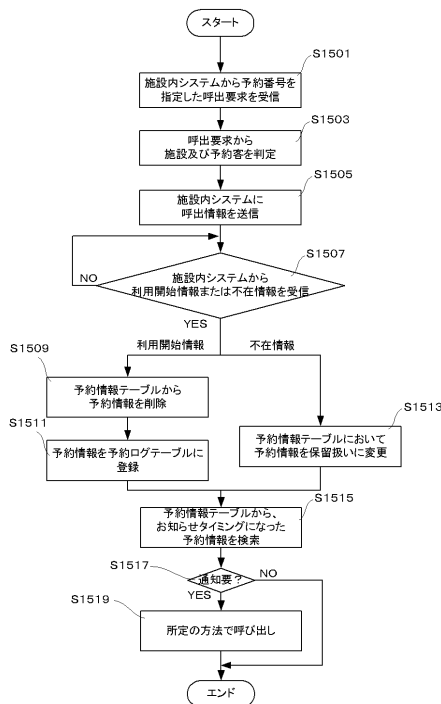 スタート
S1501
施設内システムから予約番号を
指定した呼出要求を受信
S1503
呼出要求から
施設及び予約客を判定
S1505
施設内システムに
呼出情報を送信
S1507
施設内システムから
利用開始情報または不在情報を受信
NO
YES
利用開始情報
不在情報
S1509
予約情報テーブルから
予約情報を削除
S1511
予約情報を予約ログテーブルに
登録
S1513
予約情報テーブルにおいて
予約情報を保留扱いに変更
S1515
予約情報テーブルから、
お知らせタイミングになった
予約情報を検索
S1517
通知要？
NO
YES
S1519
所定の方法で呼び出し
エンド